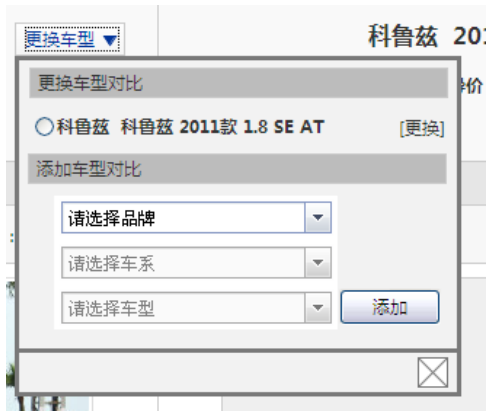 更换车型 ▼
科鲁兹 201
更换车型对比
价
科鲁兹 科鲁兹 2011款 1.8 SE AT [更换]
添加车型对比
请选择品牌
请选择车系
请选择车型 添加